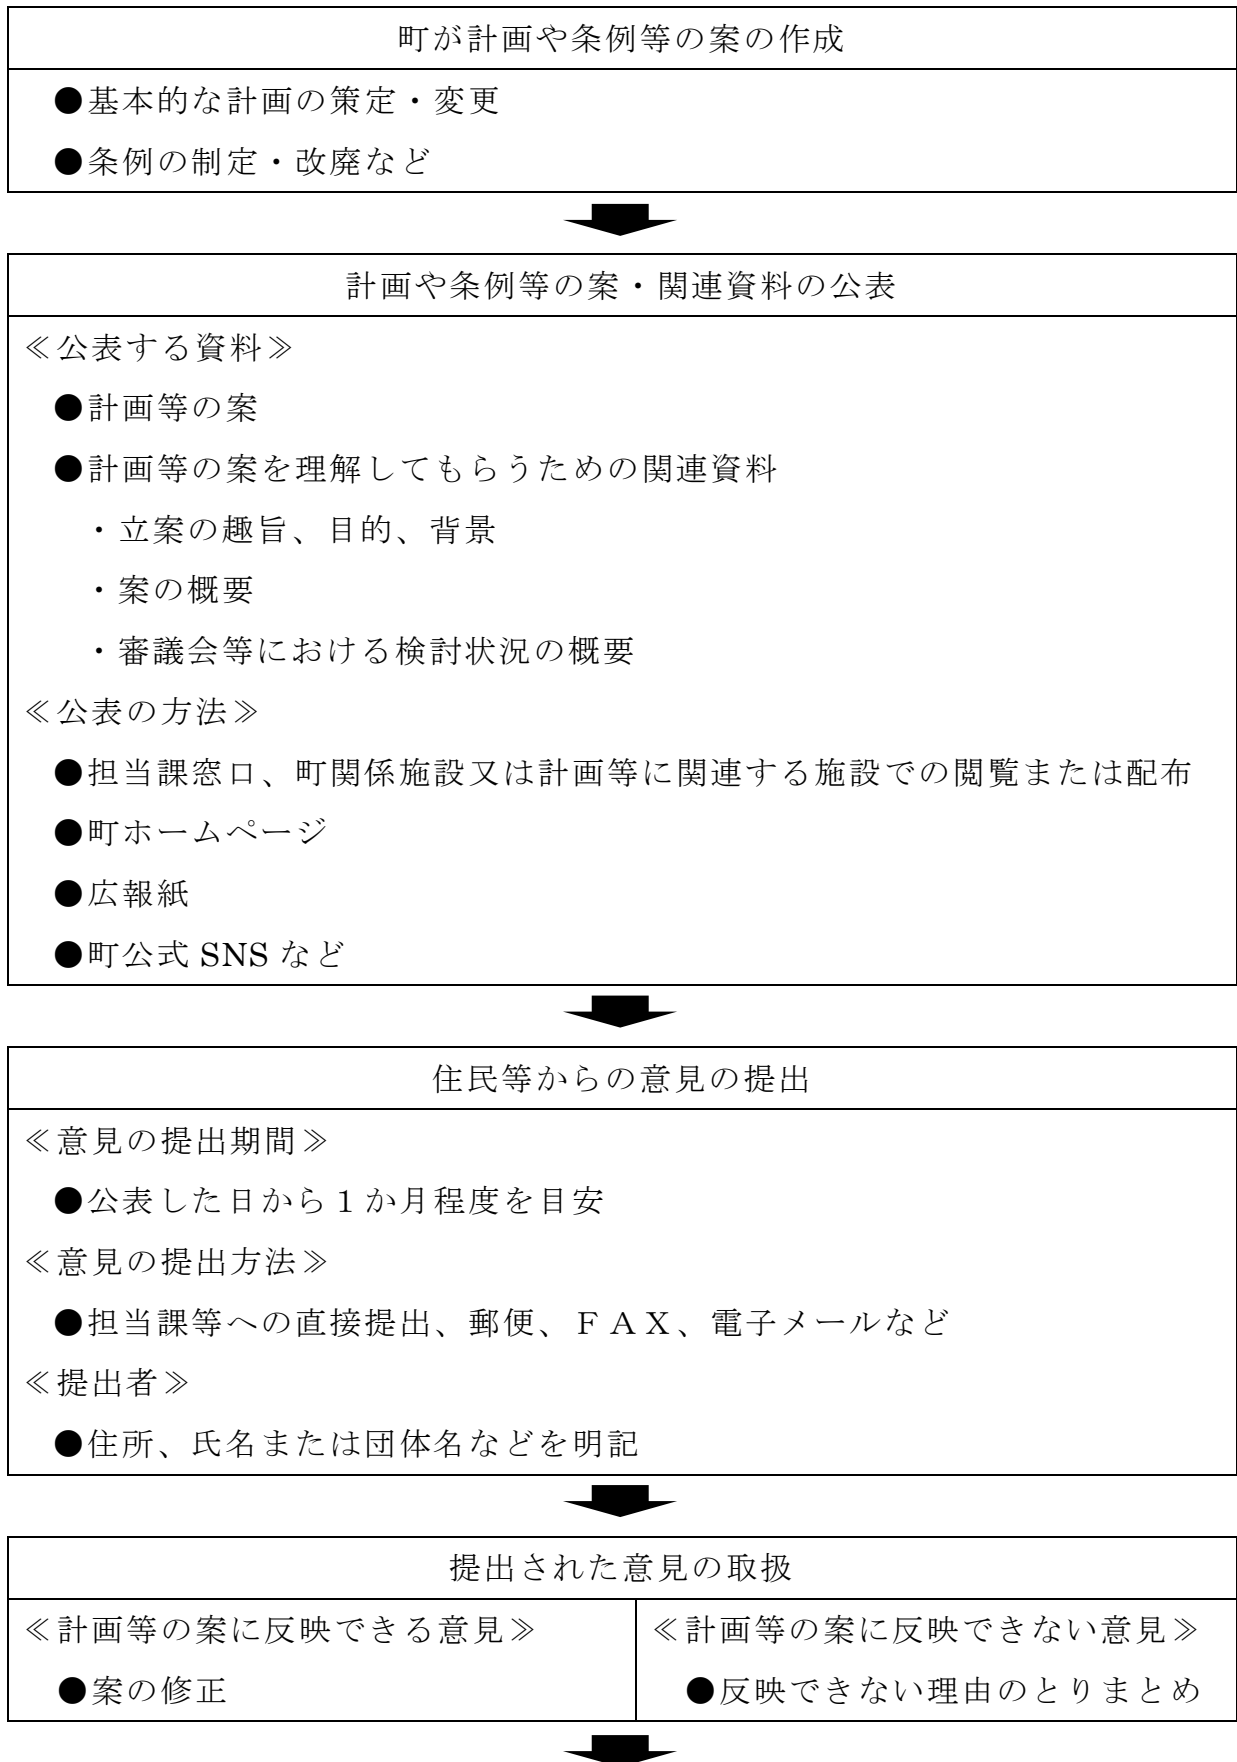 町が計画や条例等の案の作成
●基本的な計画の策定・変更
●条例の制定・改廃など
計画や条例等の案・関連資料の公表
≪公表する資料≫
●計画等の案
●計画等の案を理解してもらうための関連資料
・立案の趣旨、目的、背景
・案の概要
・審議会等における検討状況の概要
≪公表の方法≫
●担当課窓口、町関係施設又は計画等に関連する施設での閲覧または配布
●町ホームページ
●広報紙
●町公式 SNS など
住民等からの意見の提出
≪意見の提出期間≫
●公表した日から１か月程度を目安
≪意見の提出方法≫
●担当課等への直接提出、郵便、ＦＡＸ、電子メールなど
≪提出者≫
●住所、氏名または団体名などを明記
提出された意見の取扱
≪計画等の案に反映できる意見≫
●案の修正
≪計画等の案に反映できない意見≫
●反映できない理由のとりまとめ